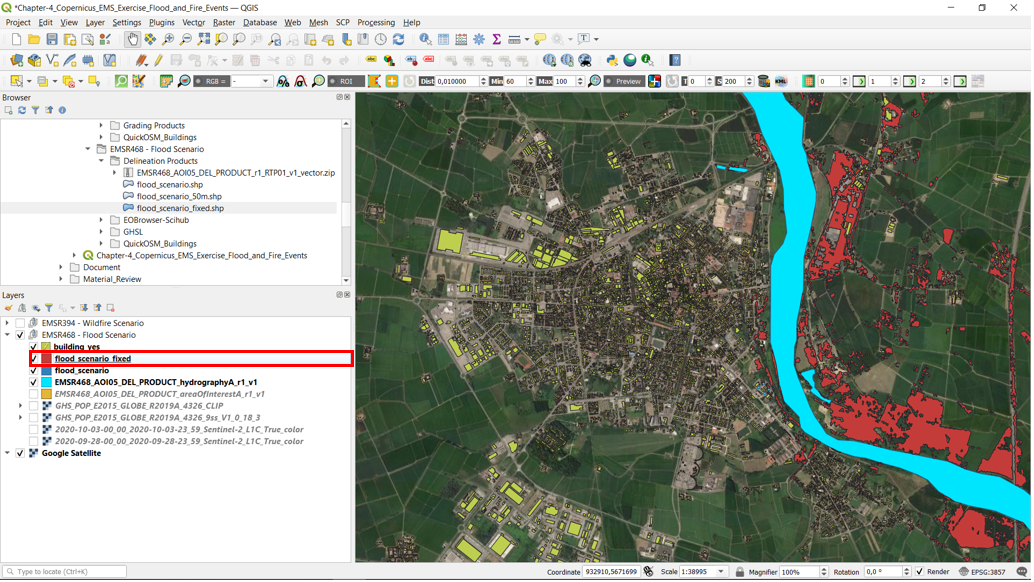 *Chapter-4_Copernicus_EMS_Exercise_Flood_and_Fire_Events — QGIS
Project Edit View Layer Settings Plugins Vector Raster Database Web Mesh SCP Processing Help
RGB = - ROI Dist 0,010000 Min 60 Max 100 Preview T 0 S 200 0 1 2
Browser
Grading Products
QuickOSM_Buildings
EMSR468 - Flood Scenario
Delineation Products
EMSR468_AOI05_DEL_PRODUCT_r1_RTP01_v1_vector.zip
flood_scenario.shp
flood_scenario_50m.shp
flood_scenario_fixed.shp
EOBrowser-Scihub
GHSL
QuickOSM_Buildings
Chapter-4_Copernicus_EMS_Exercise_Flood_and_Fire_Events
Document
Material_Review
Layers
EMSR394 - Wildfire Scenario
EMSR468 - Flood Scenario
building_yes
flood_scenario_fixed
flood_scenario
EMSR468_AOI05_DEL_PRODUCT_hydrographyA_r1_v1
EMSR468_AOI05_DEL_PRODUCT_areaOfInterestA_r1_v1
GHS_POP_E2015_GLOBE_R2019A_4326_CLIP
GHS_POP_E2015_GLOBE_R2019A_4326_9ss_V1_0_18_3
2020-10-03-00_00_2020-10-03-23_59_Sentinel-2_L1C_True_color
2020-09-28-00_00_2020-09-28-23_59_Sentinel-2_L1C_True_color
Google Satellite
Type to locate (Ctrl+K) Coordinate 932910,5671699 Scale 1:38995 Magnifier 100% Rotation 0,0 ° Render EPSG:3857